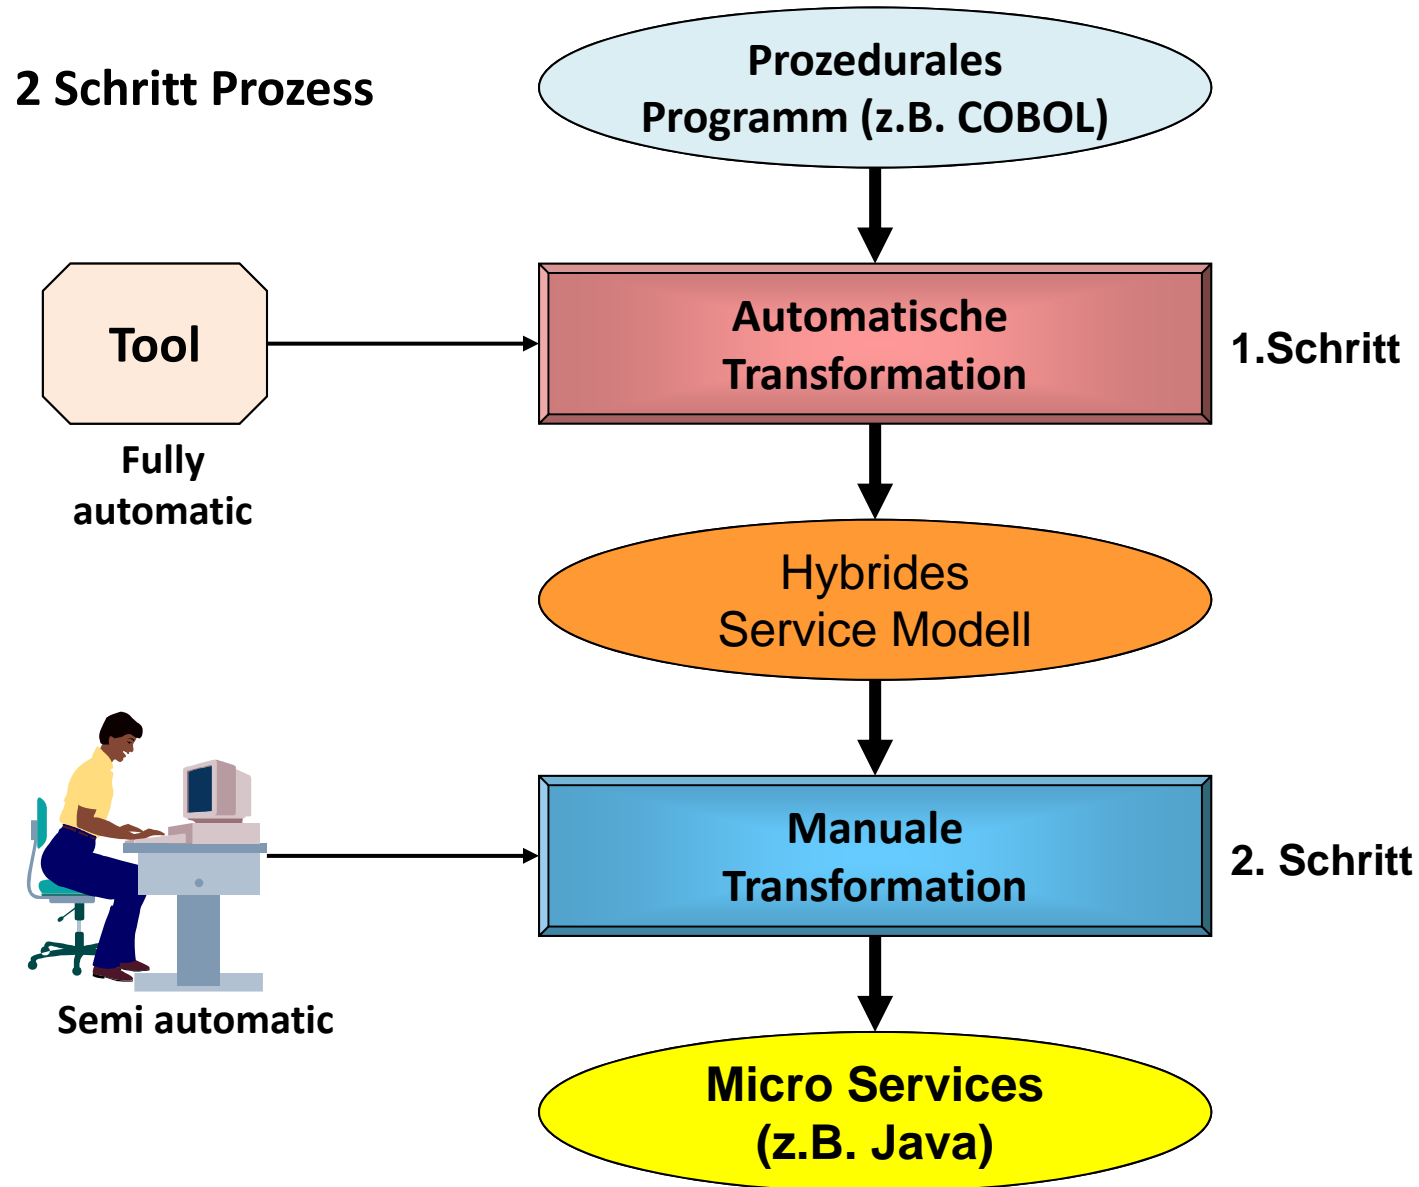 2 Schritt Prozess
Prozedurales
Programm (z.B. COBOL)
Tool
Automatische
Transformation
1.Schritt
Fully
automatic
Hybrides
Service Modell
Manuale
Transformation
2. Schritt
Semi automatic
Micro Services
(z.B. Java)